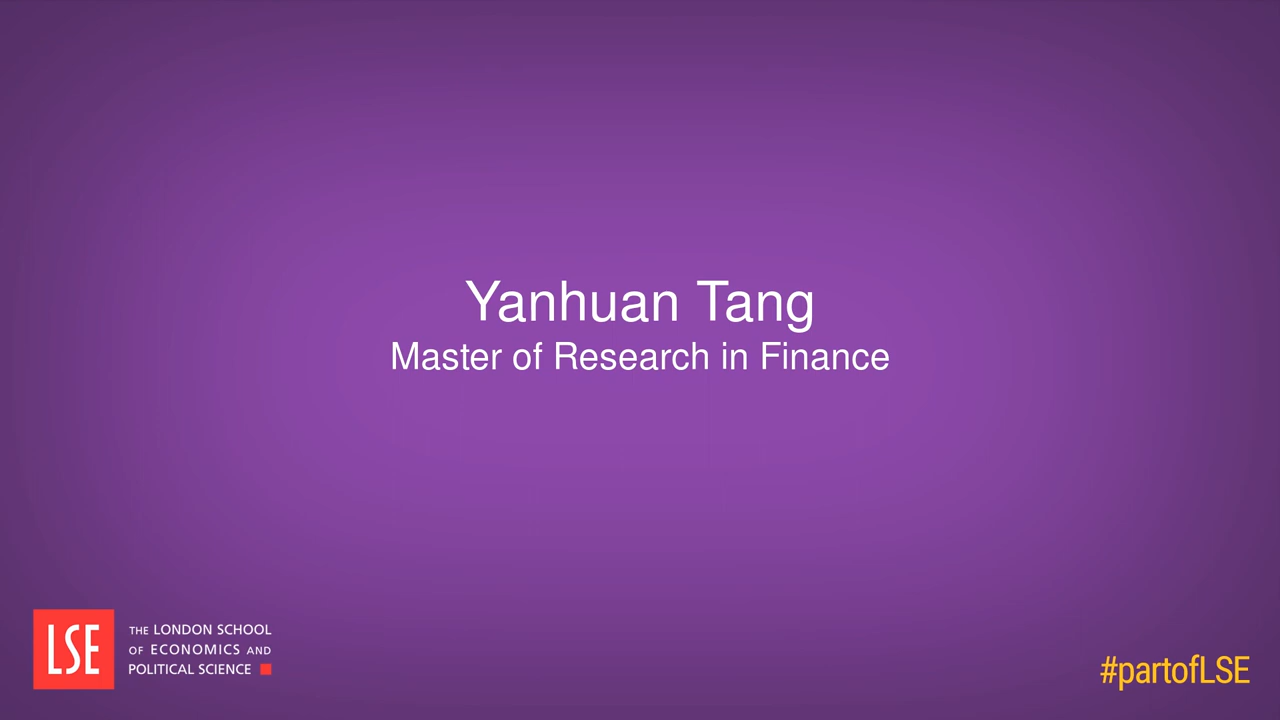 Yanhuan Tang
Master of Research in Finance
LSE
THE LONDON SCHOOL
OF ECONOMICS AND
POLITICAL SCIENCE
#partofLSE